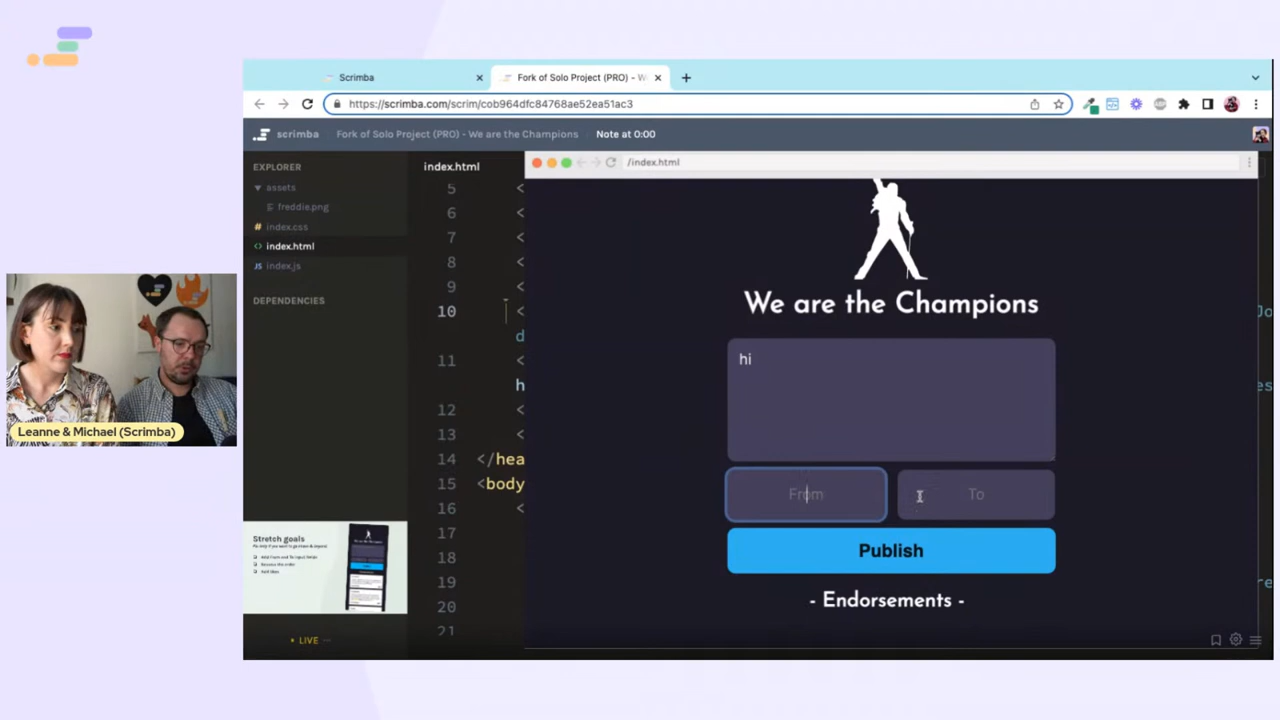 Scrimba
Fork of Solo Project (PRO) - W
https://scrimba.com/scrim/cob964dfc84768ae52ea51ac3
scrimba
Fork of Solo Project (PRO) - We are the Champions
Note at 0:00
EXPLORER
assets
freddie.png
# index.css
<> index.html
JS index.js
DEPENDENCIES
index.html
/index.html
5 <
6 <
7 <
8 <
9 <
10 <
d
11 <
h
12 <
13 <
14 </hea
15 <body
16 <
17
18
19
20
21
We are the Champions
hi
From
To
Publish
- Endorsements -
Leanne & Michael (Scrimba)
Stretch goals
• LIVE